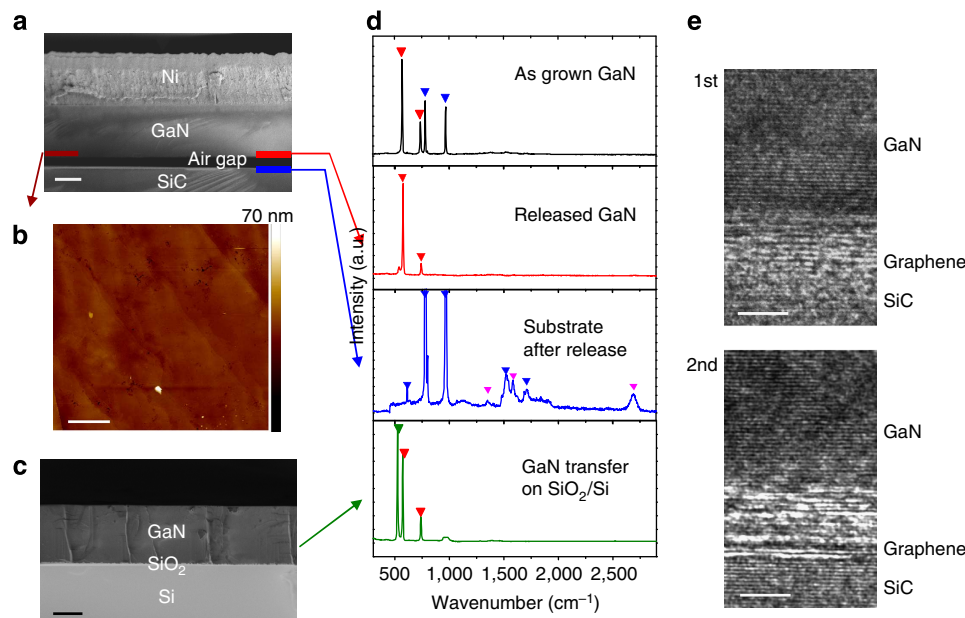 a
Ni
GaN
Air gap
SiC
b
70 nm
c
GaN
SiO₂
Si
d
As grown GaN
Released GaN
Substrate
after release
GaN transfer
on SiO₂/Si
Intensity (a.u.)
500
1,000
1,500
2,000
2,500
Wavenumber (cm⁻¹)
e
1st
GaN
Graphene
SiC
2nd
GaN
Graphene
SiC